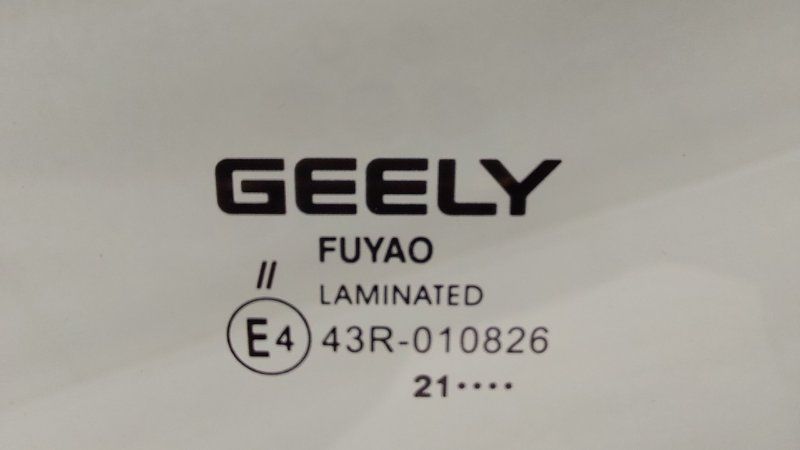 GEELY
FUYAO
//
LAMINATED
E4 43R-010826
21····